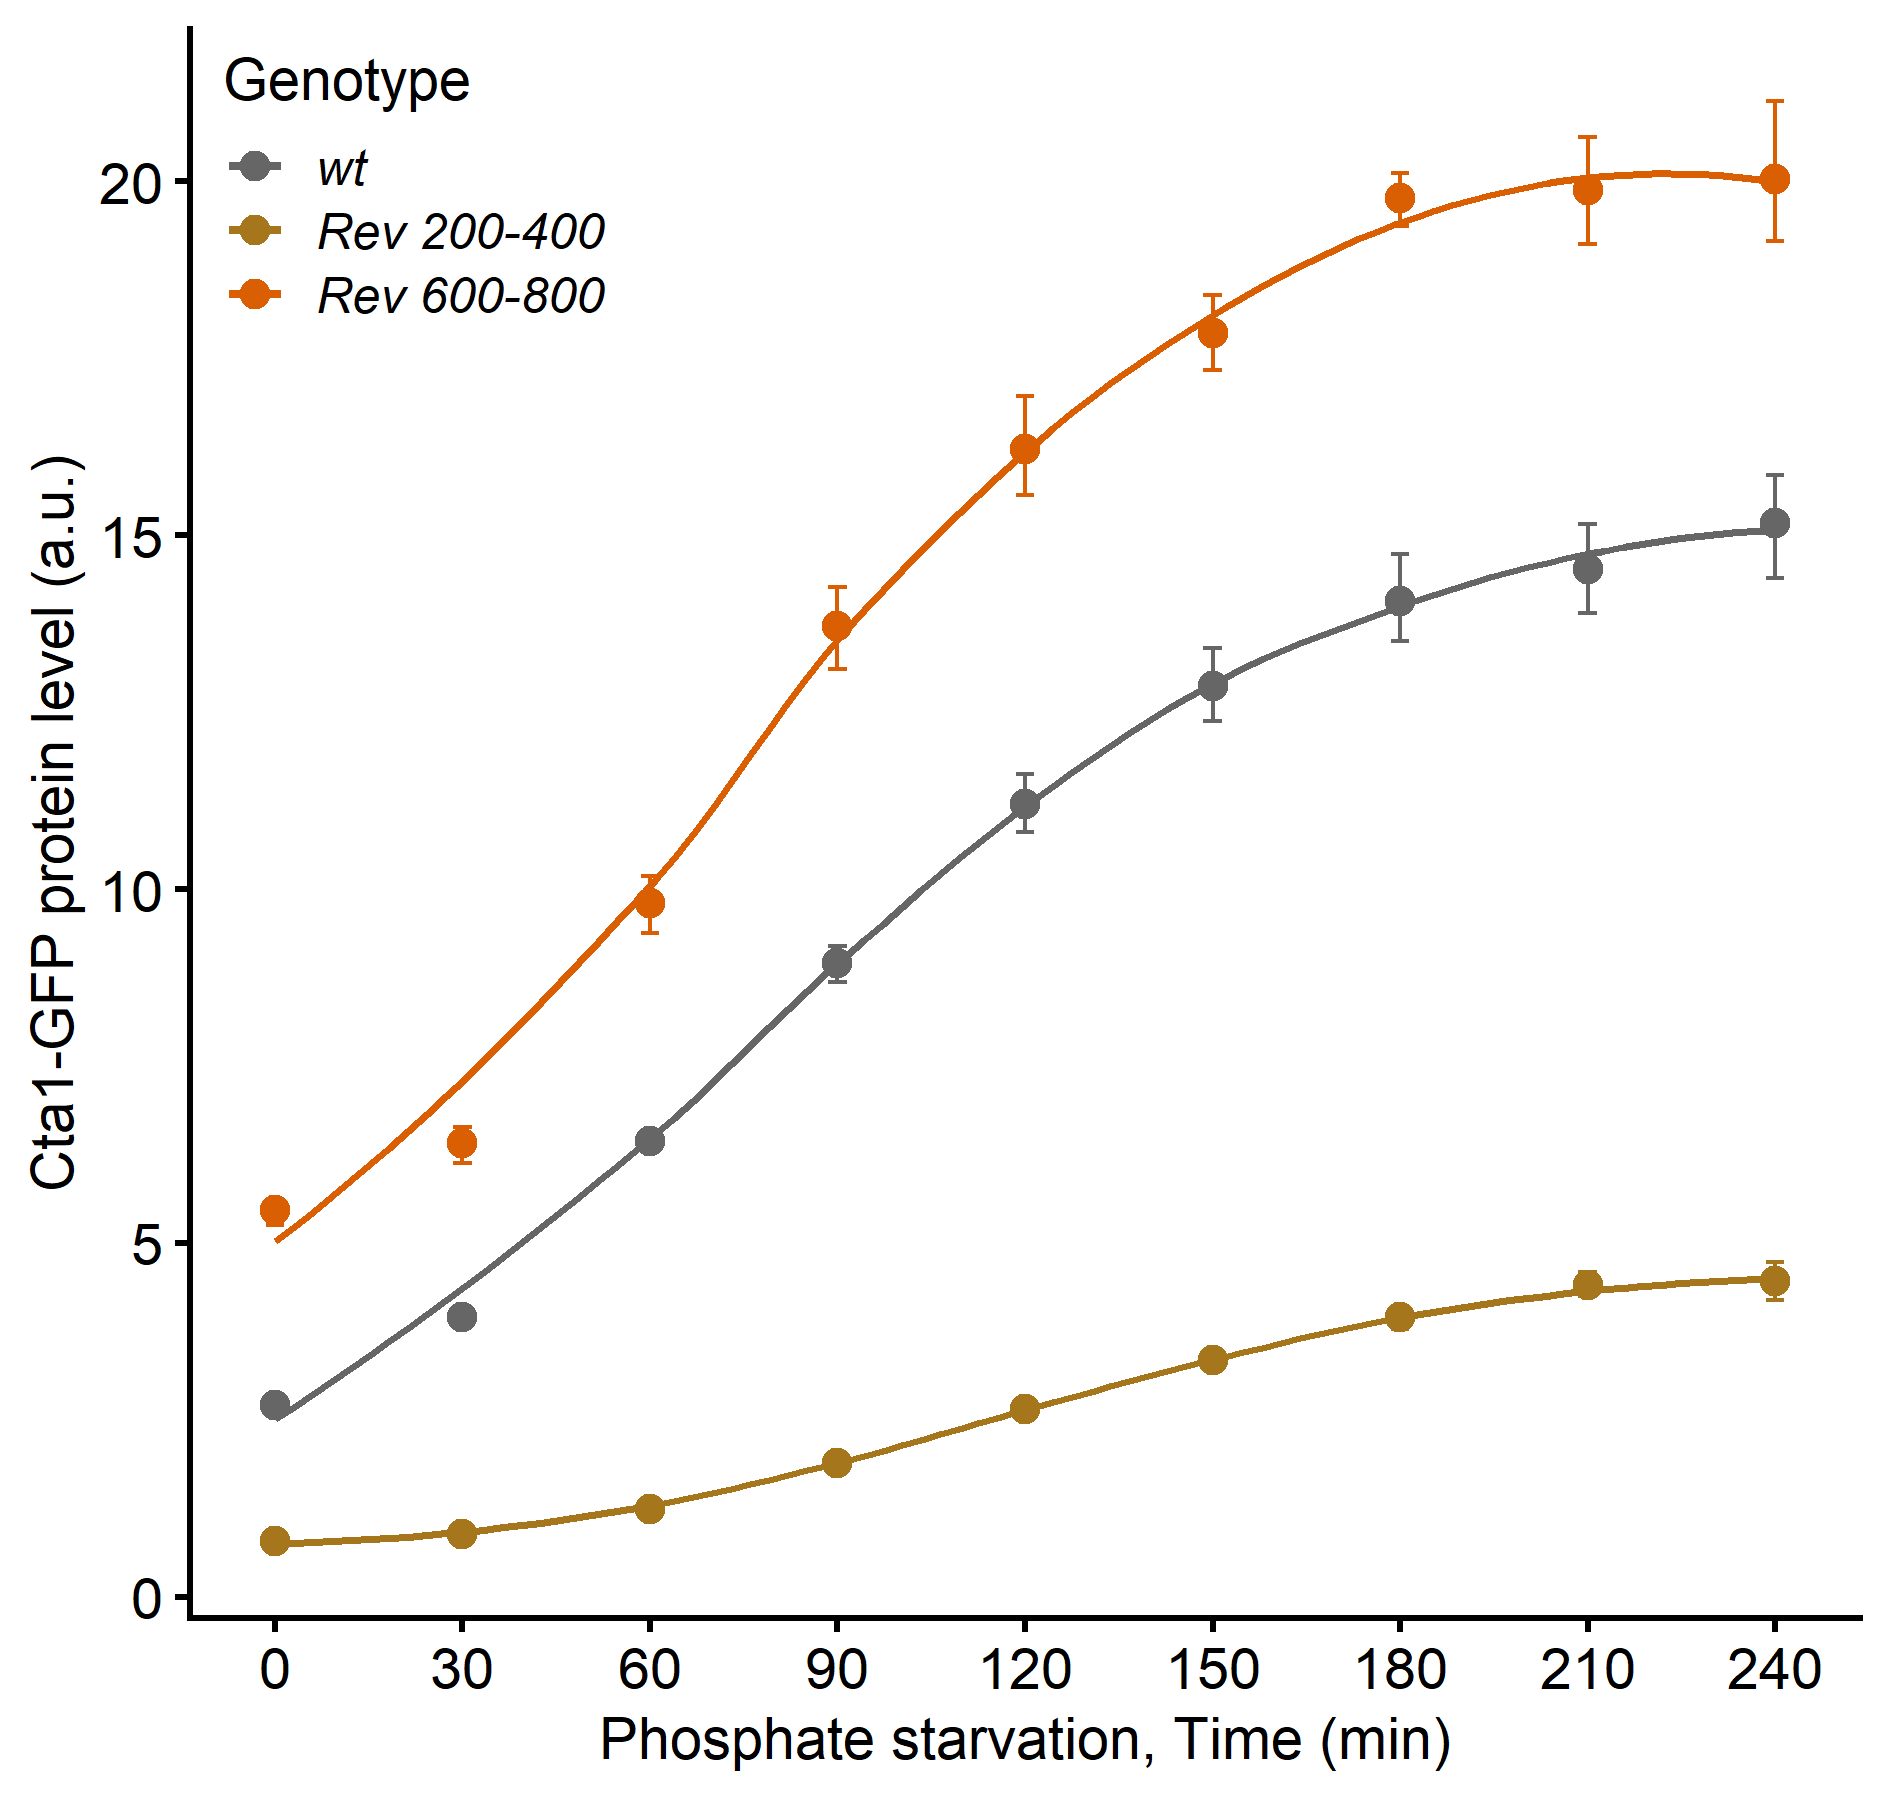 Genotype
wt
Rev 200-400
Rev 600-800
Cta1-GFP protein level (a.u.)
20
15
10
5
0
0 30 60 90 120 150 180 210 240
Phosphate starvation, Time (min)